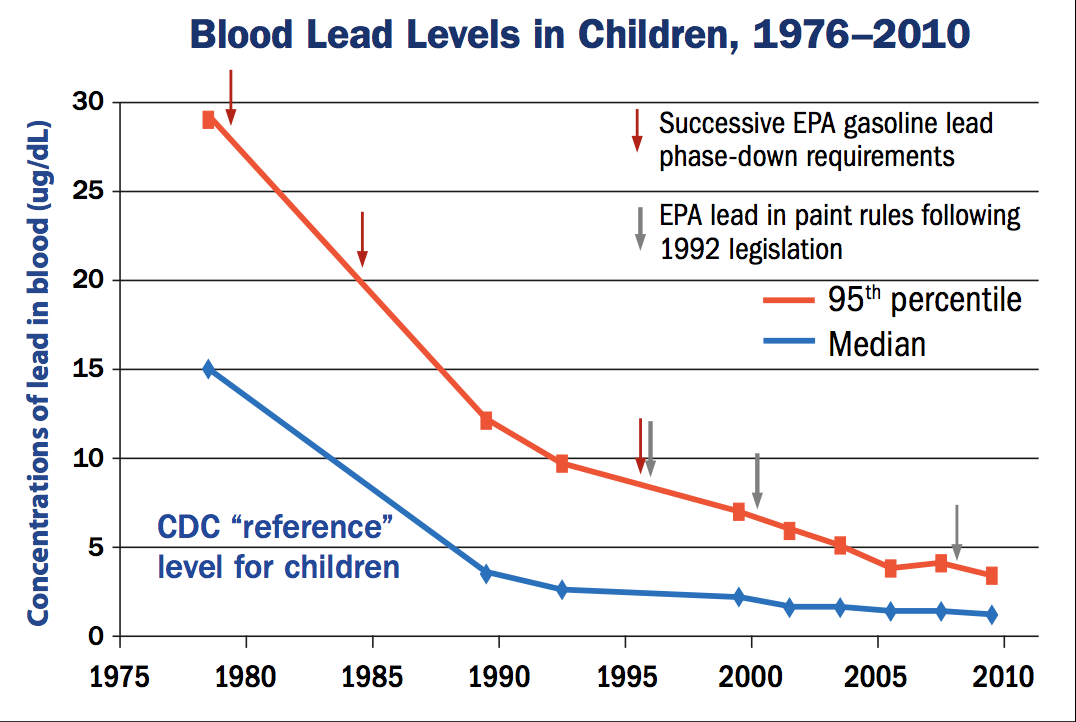 Blood Lead Levels in Children, 1976–2010
Concentrations of lead in blood (ug/dL)
30
25
20
15
10
5
0
Successive EPA gasoline lead
phase-down requirements
EPA lead in paint rules following
1992 legislation
95th percentile
Median
CDC “reference”
level for children
1975 1980 1985 1990 1995 2000 2005 2010